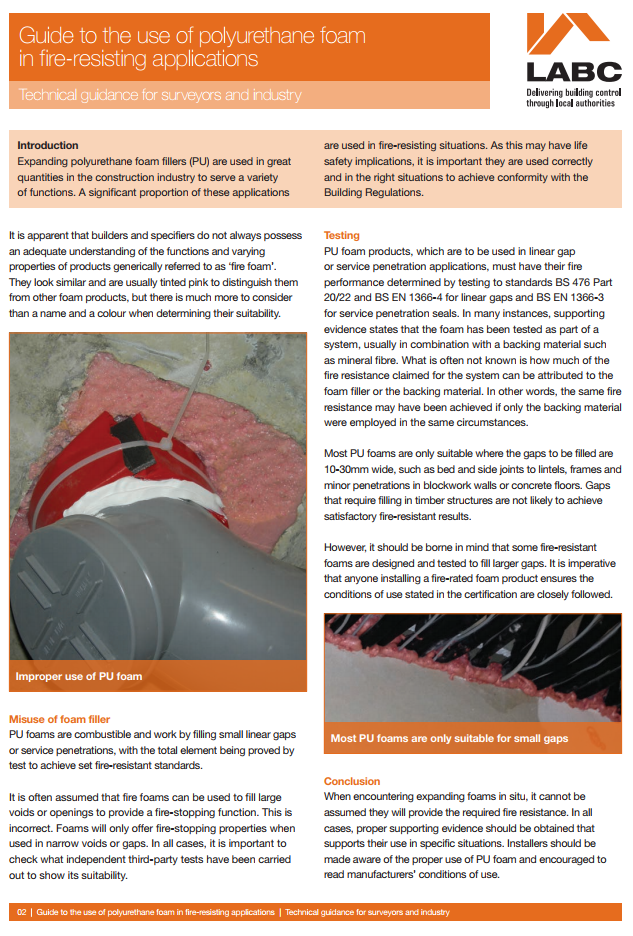 Guide to the use of polyurethane foam
in fire-resisting applications
Technical guidance for surveyors and industry
LABC
Delivering building control
through local authorities
Introduction
Expanding polyurethane foam fillers (PU) are used in great
quantities in the construction industry to serve a variety
of functions. A significant proportion of these applications
are used in fire-resisting situations. As this may have life
safety implications, it is important they are used correctly
and in the right situations to achieve conformity with the
Building Regulations.
It is apparent that builders and specifiers do not always possess
an adequate understanding of the functions and varying
properties of products generically referred to as ‘fire foam’.
They look similar and are usually tinted pink to distinguish them
from other foam products, but there is much more to consider
than a name and a colour when determining their suitability.
Improper use of PU foam
Misuse of foam filler
PU foams are combustible and work by filling small linear gaps
or service penetrations, with the total element being proved by
test to achieve set fire-resistant standards.
It is often assumed that fire foams can be used to fill large
voids or openings to provide a fire-stopping function. This is
incorrect. Foams will only offer fire-stopping properties when
used in narrow voids or gaps. In all cases, it is important to
check what independent third-party tests have been carried
out to show its suitability.
Testing
PU foam products, which are to be used in linear gap
or service penetration applications, must have their fire
performance determined by testing to standards BS 476 Part
20/22 and BS EN 1366-4 for linear gaps and BS EN 1366-3
for service penetration seals. In many instances, supporting
evidence states that the foam has been tested as part of a
system, usually in combination with a backing material such
as mineral fibre. What is often not known is how much of the
fire resistance claimed for the system can be attributed to the
foam filler or the backing material. In other words, the same fire
resistance may have been achieved if only the backing material
were employed in the same circumstances.
Most PU foams are only suitable where the gaps to be filled are
10-30mm wide, such as bed and side joints to lintels, frames and
minor penetrations in blockwork walls or concrete floors. Gaps
that require filling in timber structures are not likely to achieve
satisfactory fire-resistant results.
However, it should be borne in mind that some fire-resistant
foams are designed and tested to fill larger gaps. It is imperative
that anyone installing a fire-rated foam product ensures the
conditions of use stated in the certification are closely followed.
Most PU foams are only suitable for small gaps
Conclusion
When encountering expanding foams in situ, it cannot be
assumed they will provide the required fire resistance. In all
cases, proper supporting evidence should be obtained that
supports their use in specific situations. Installers should be
made aware of the proper use of PU foam and encouraged to
read manufacturers’ conditions of use.
02 | Guide to the use of polyurethane foam in fire-resisting applications | Technical guidance for surveyors and industry